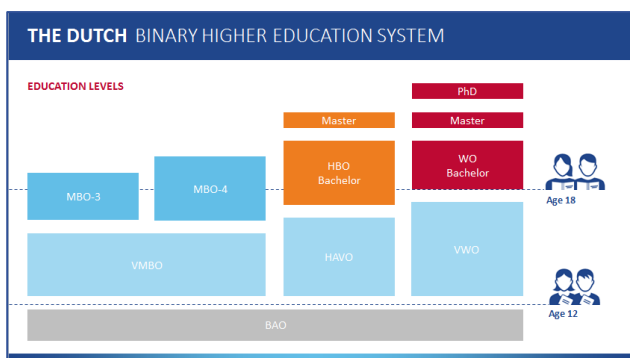 THE DUTCH BINARY HIGHER EDUCATION SYSTEM
EDUCATION LEVELS
PhD
Master
Master
HBO
Bachelor
WO
Bachelor
MBO-3
MBO-4
Age 18
VMBO
HAVO
VWO
Age 12
BAO